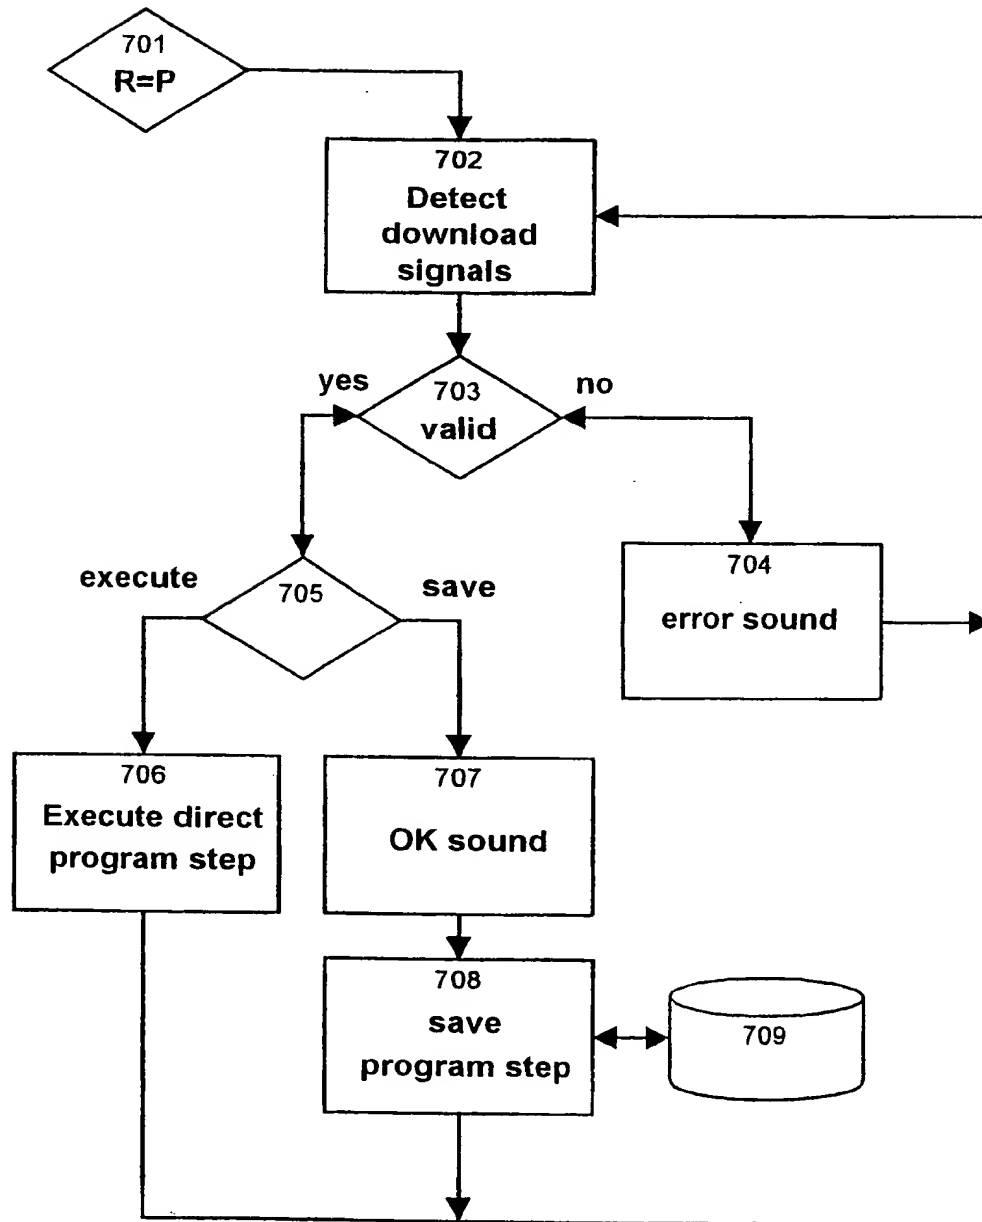 701
R=P
702
Detect
download
signals
yes
703
no
valid
execute
705
save
704
error sound
706
Execute direct
program step
707
OK sound
708
save
program step
709